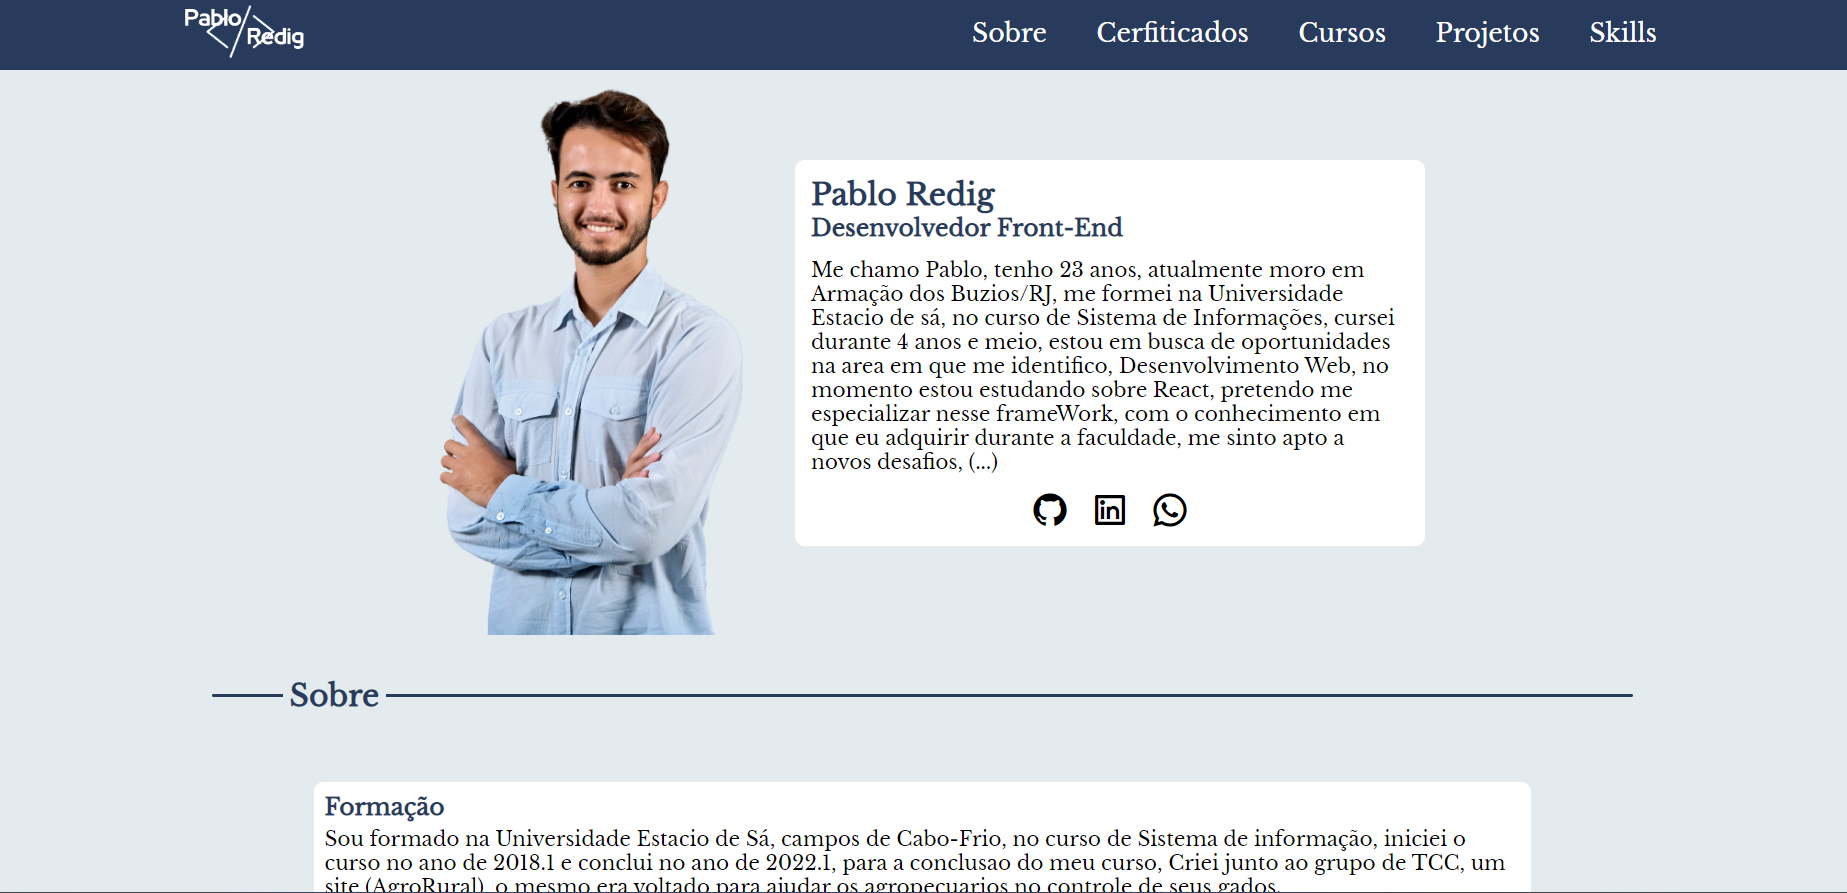 Pablo
Redig
Sobre Cerfiticados Cursos Projetos Skills
Pablo Redig
Desenvolvedor Front-End
Me chamo Pablo, tenho 23 anos, atualmente moro em
Armação dos Buzios/RJ, me formei na Universidade
Estacio de sá, no curso de Sistema de Informações, cursei
durante 4 anos e meio, estou em busca de oportunidades
na area em que me identifico, Desenvolvimento Web, no
momento estou estudando sobre React, pretendo me
especializar nesse frameWork, com o conhecimento em
que eu adquirir durante a faculdade, me sinto apto a
novos desafios, (...)
in
Sobre
Formação
Sou formado na Universidade Estacio de Sá, campos de Cabo-Frio, no curso de Sistema de informação, iniciei o
curso no ano de 2018.1 e conclui no ano de 2022.1, para a conclusao do meu curso, Criei junto ao grupo de TCC, um
site (AgroRural), o mesmo era voltado para ajudar os agropecuarios no controle de seus gados.